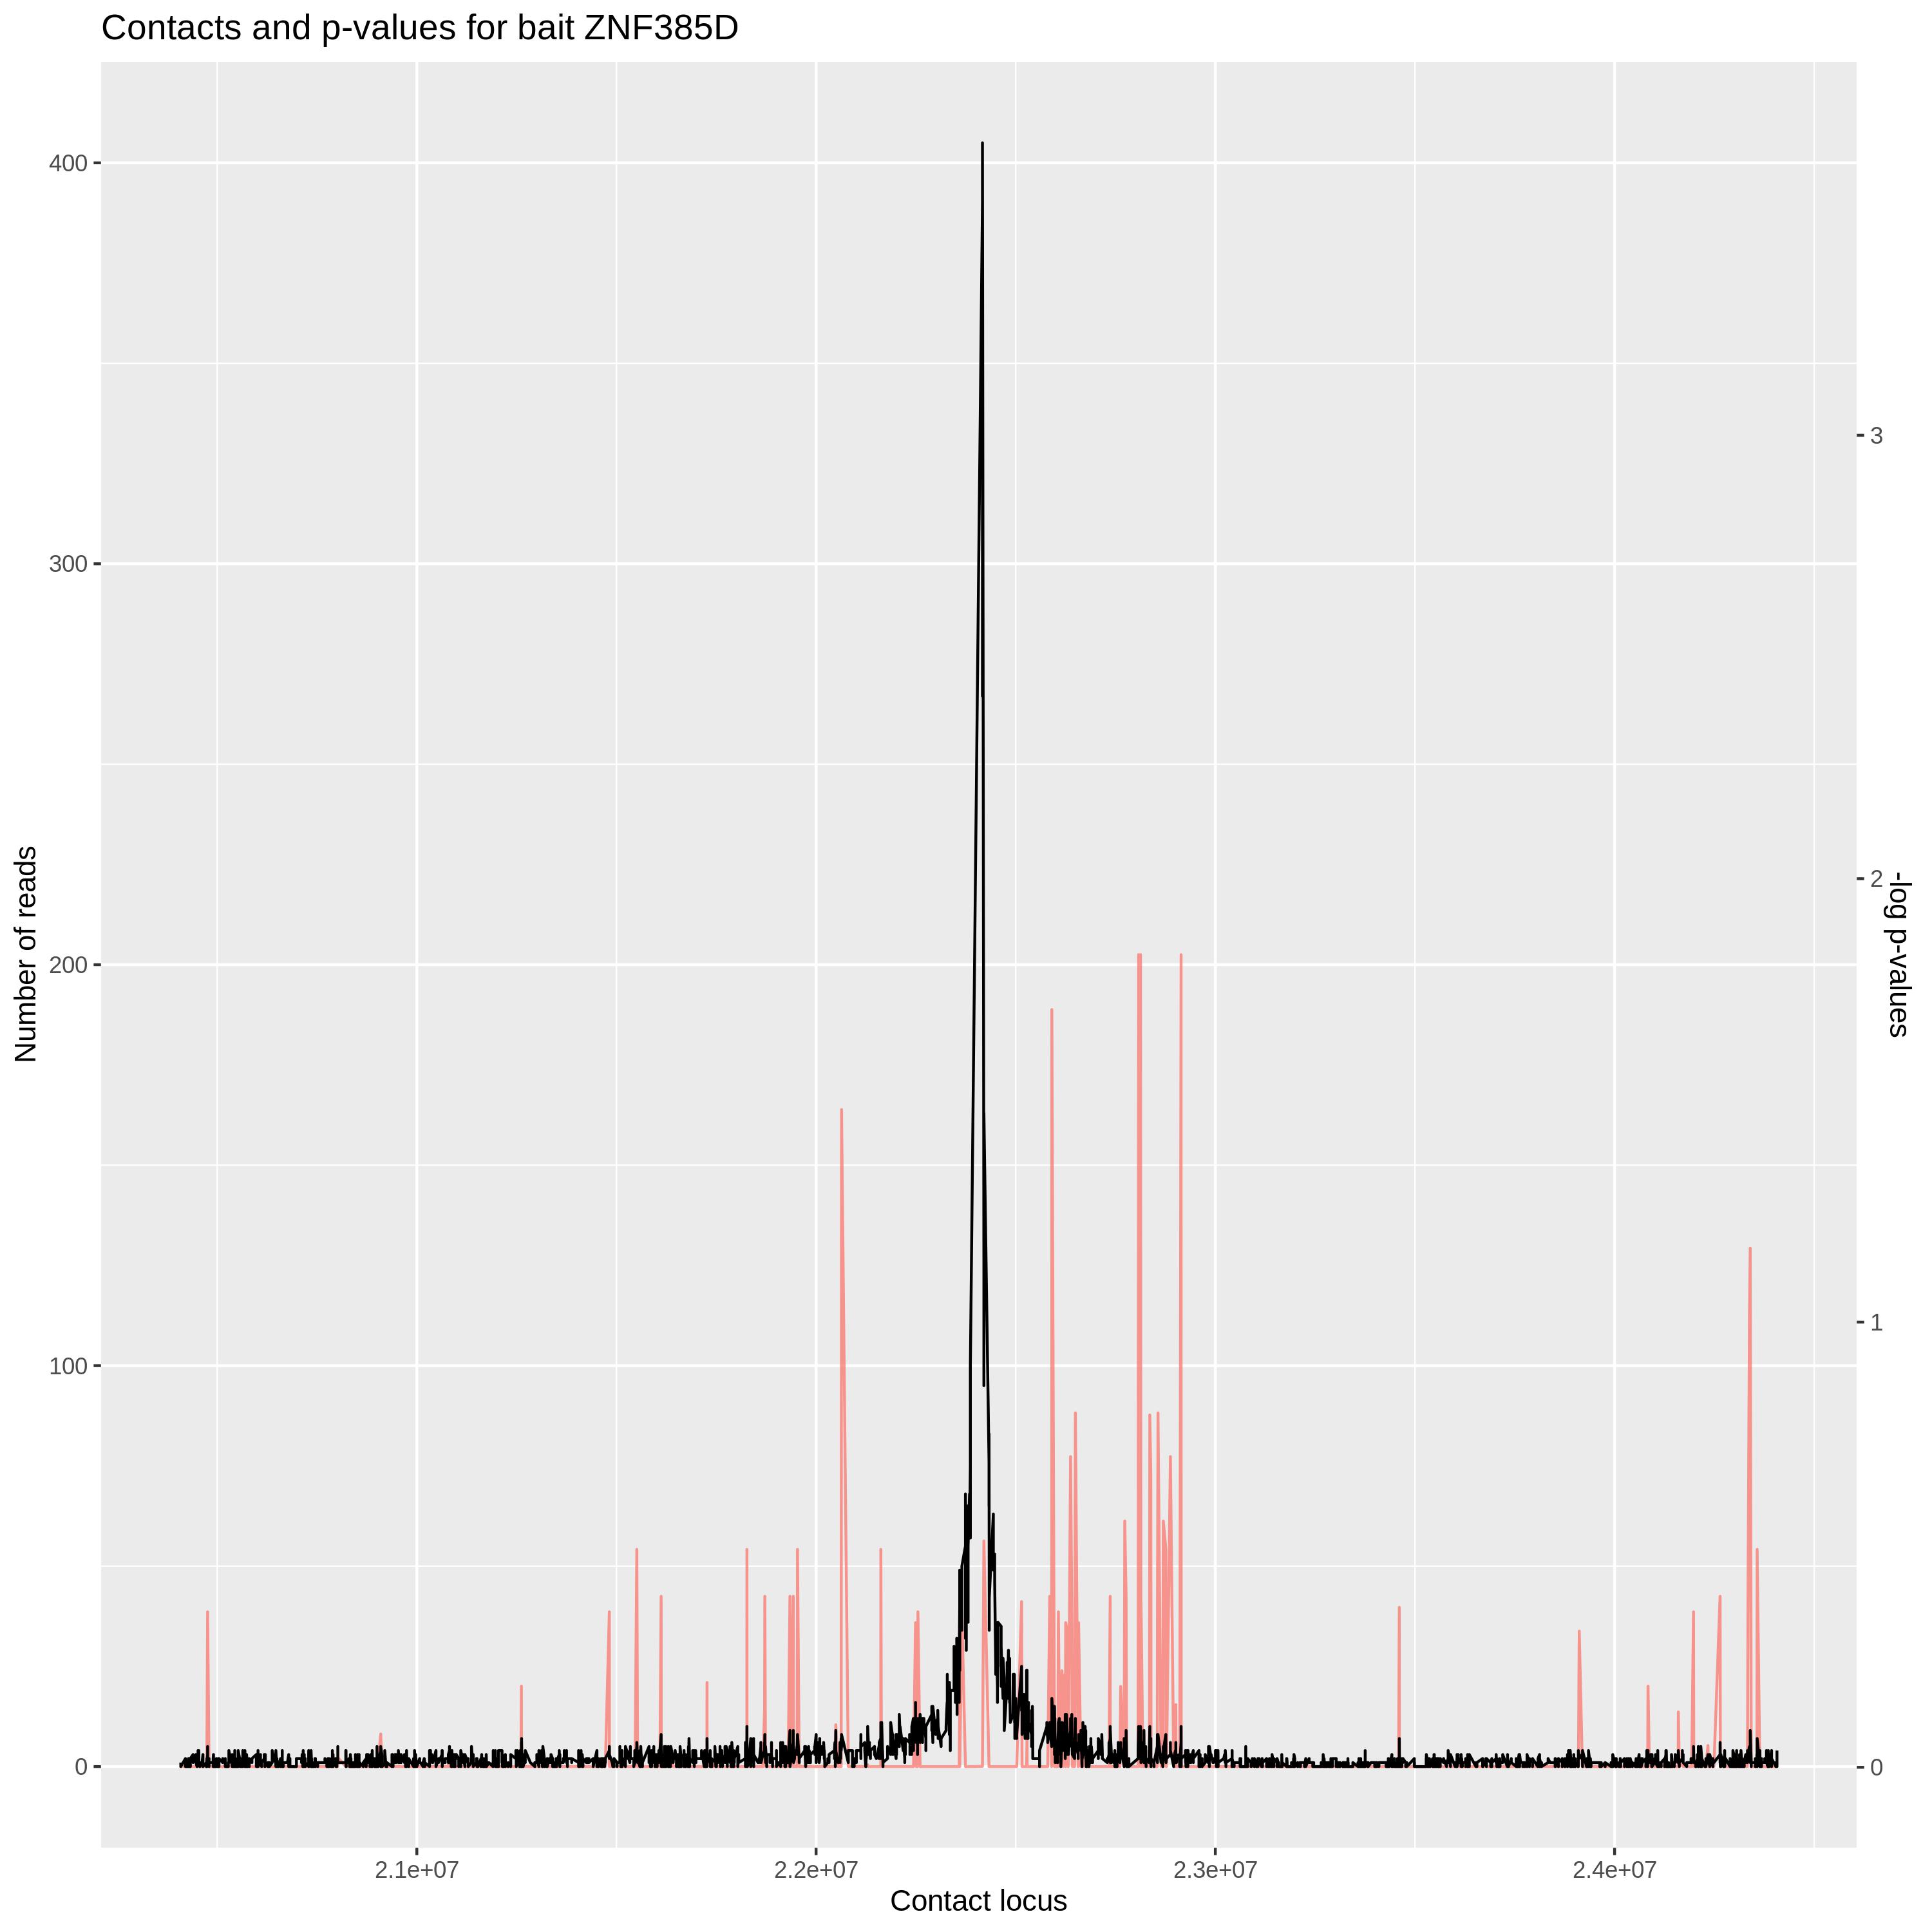 Contacts and p-values for bait ZNF385D
400
300
200
100
0
Number of reads
3
2
1
0
-log p-values
2.1e+07
2.2e+07
2.3e+07
2.4e+07
Contact locus